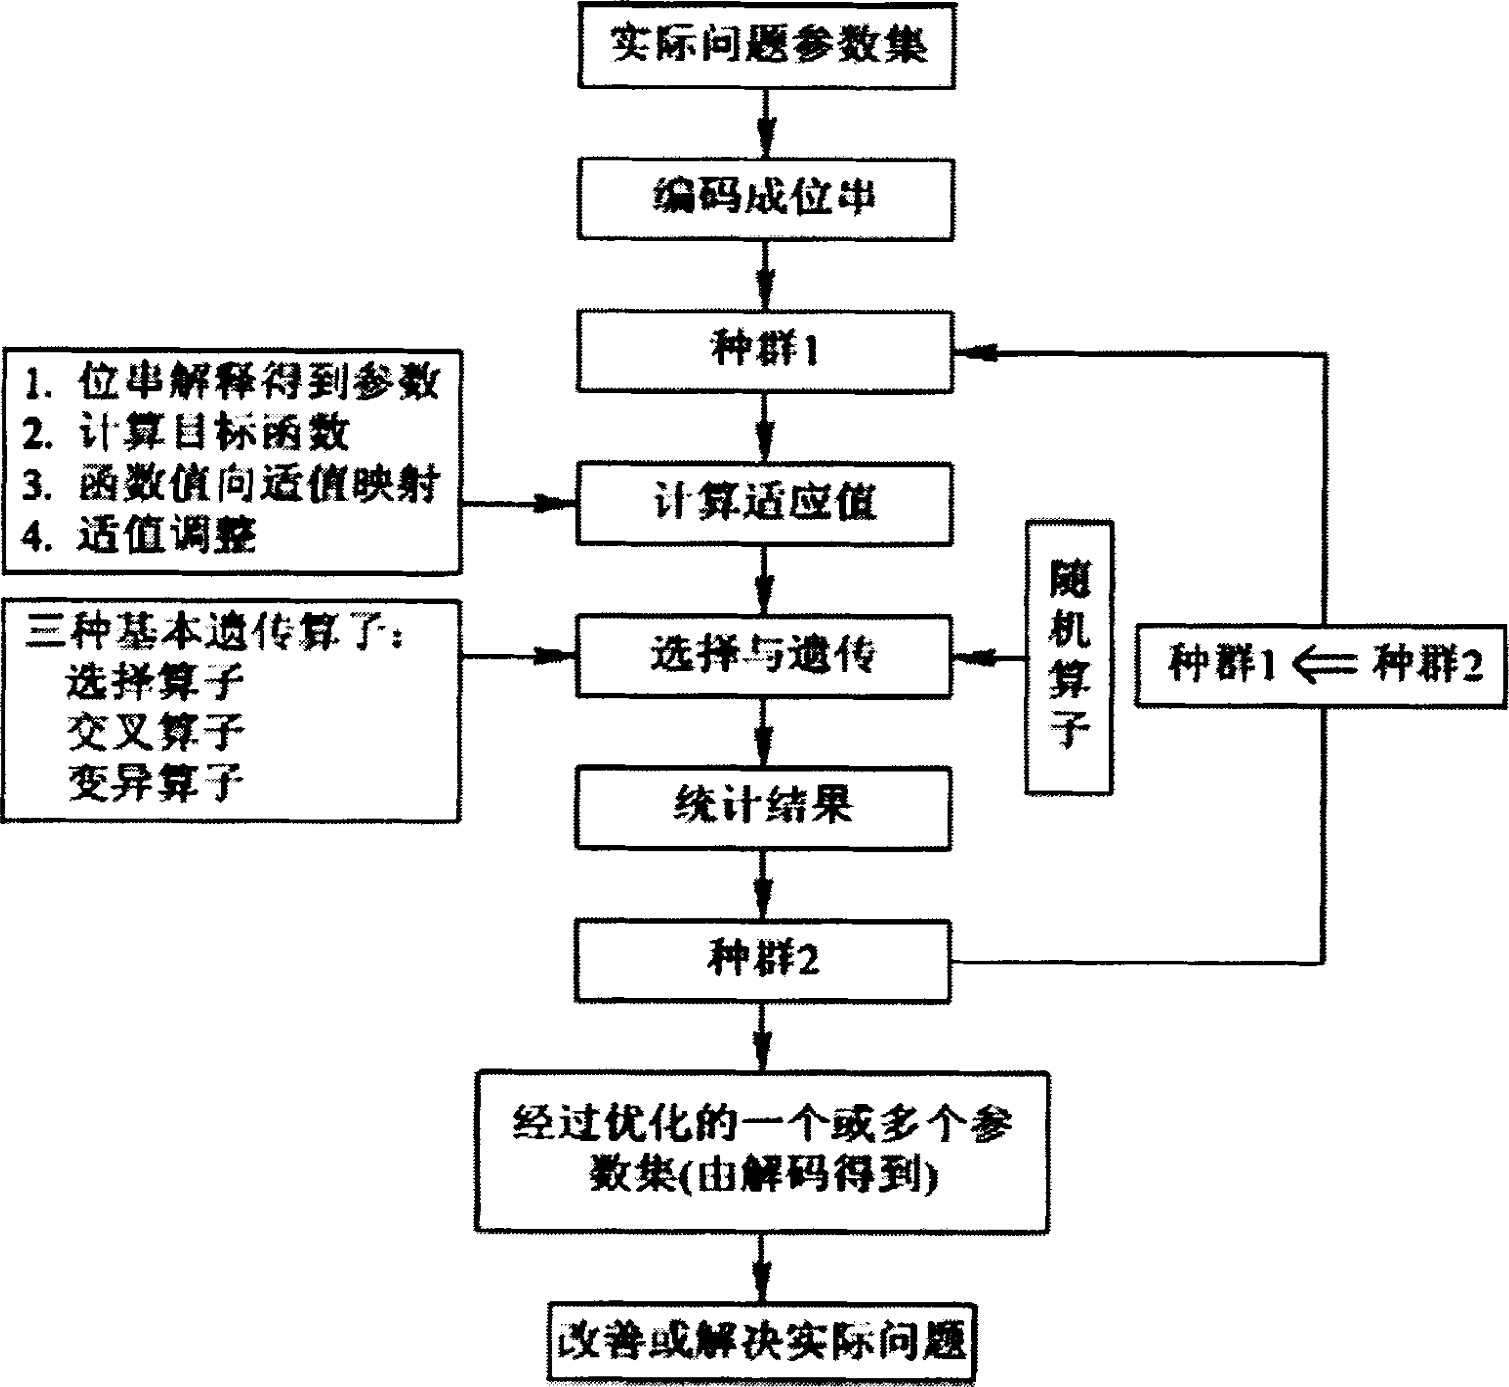 实际问题参数集
编码成位串
种群1
1. 位串解释得到参数
2. 计算目标函数
3. 函数值向适值映射
4. 适值调整
计算适应值
三种基本遗传算子：
选择算子
交叉算子
变异算子
选择与遗传
随机算子
种群1 ⇐ 种群2
统计结果
种群2
经过优化的一个或多个参
数集(由解码得到)
改善或解决实际问题